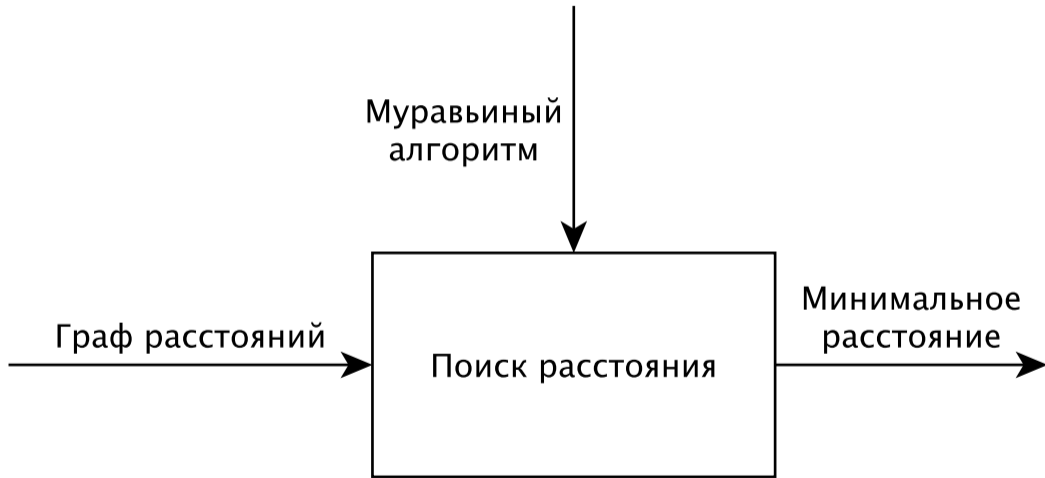 Муравьиный
алгоритм
Граф расстояний
Поиск расстояния
Минимальное
расстояние